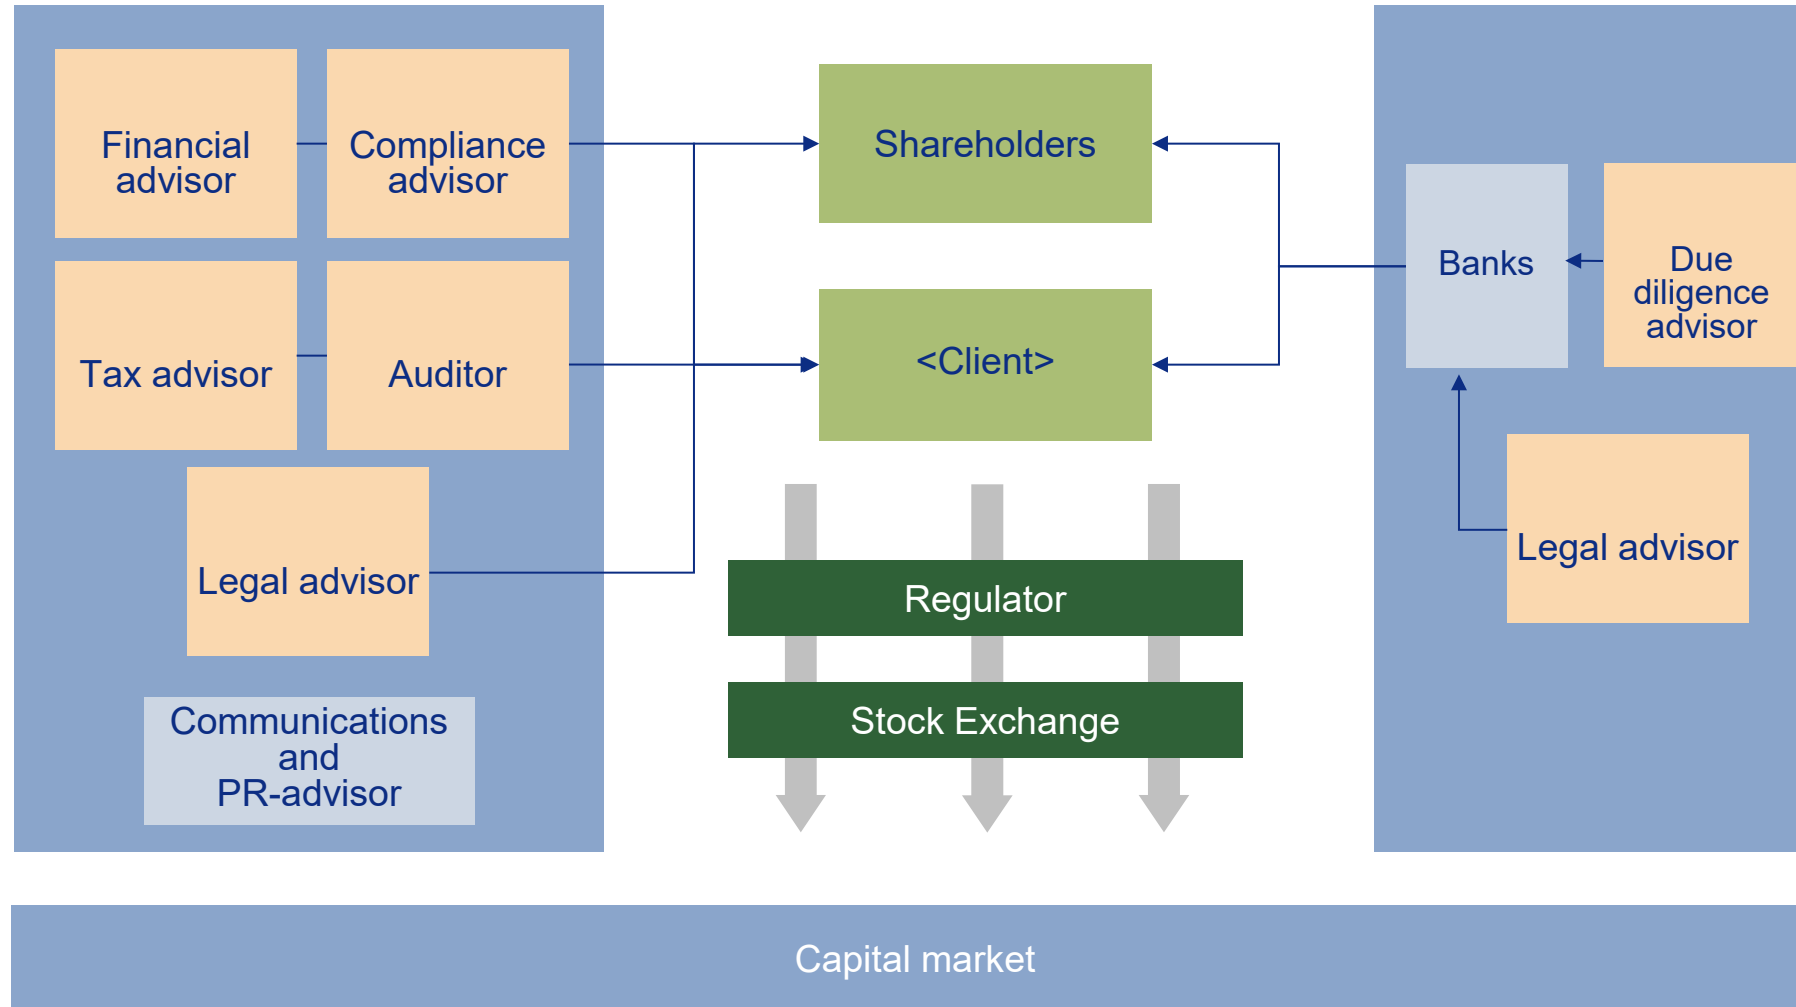 Financial
advisor
Compliance
advisor
Shareholders
Banks
Due
diligence
advisor
Tax advisor
Auditor
<Client>
Legal advisor
Legal advisor
Regulator
Communications
and
PR-advisor
Stock Exchange
Capital market